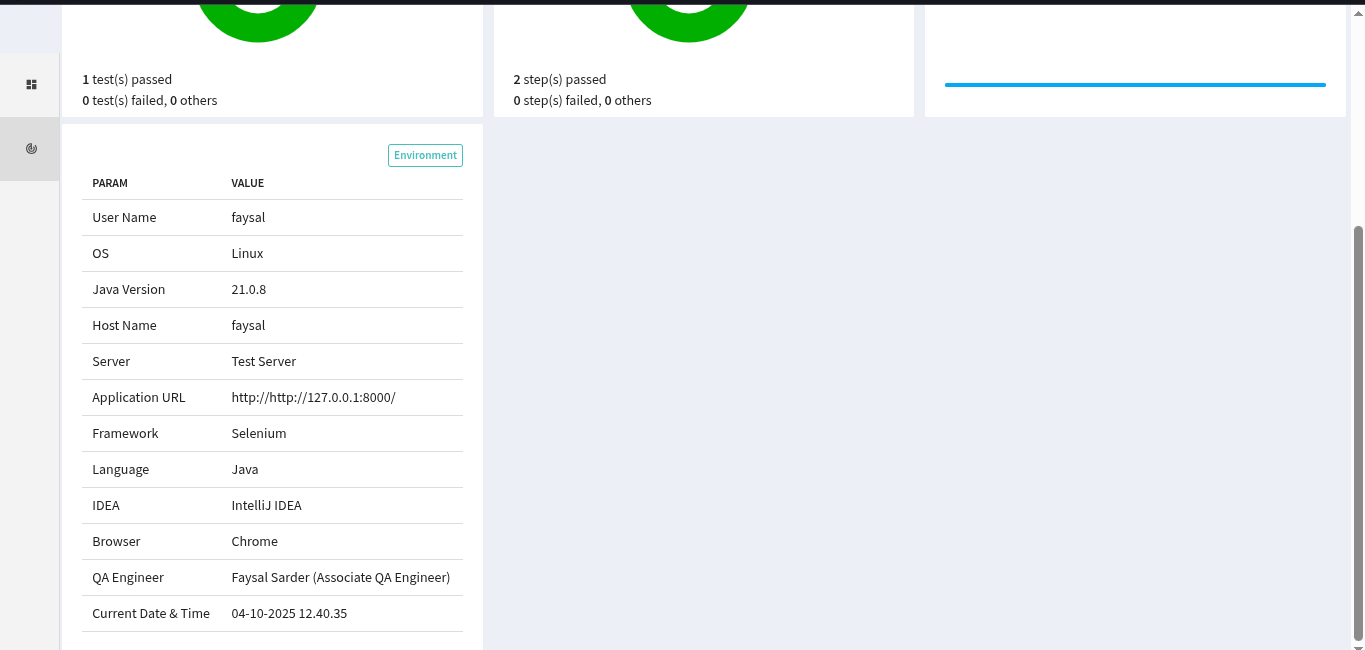 1 test(s) passed
0 test(s) failed, 0 others
2 step(s) passed
0 step(s) failed, 0 others
Environment
PARAM VALUE
User Name faysal
OS Linux
Java Version 21.0.8
Host Name faysal
Server Test Server
Application URL http://http://127.0.0.1:8000/
Framework Selenium
Language Java
IDEA IntelliJ IDEA
Browser Chrome
QA Engineer Faysal Sarder (Associate QA Engineer)
Current Date & Time 04-10-2025 12.40.35